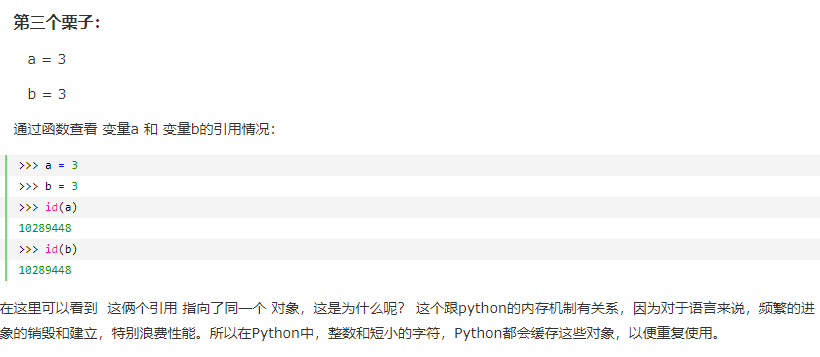 第三个栗子：
a = 3
b = 3
通过函数查看 变量a 和 变量b的引用情况：
>>> a = 3
>>> b = 3
>>> id(a)
10289448
>>> id(b)
10289448
在这里可以看到 这俩个引用 指向了同一个 对象，这是为什么呢？ 这个跟python的内存机制有关系，因为对于语言来说，频繁的进
象的销毁和建立，特别浪费性能。所以在Python中，整数和短小的字符，Python都会缓存这些对象，以便重复使用。